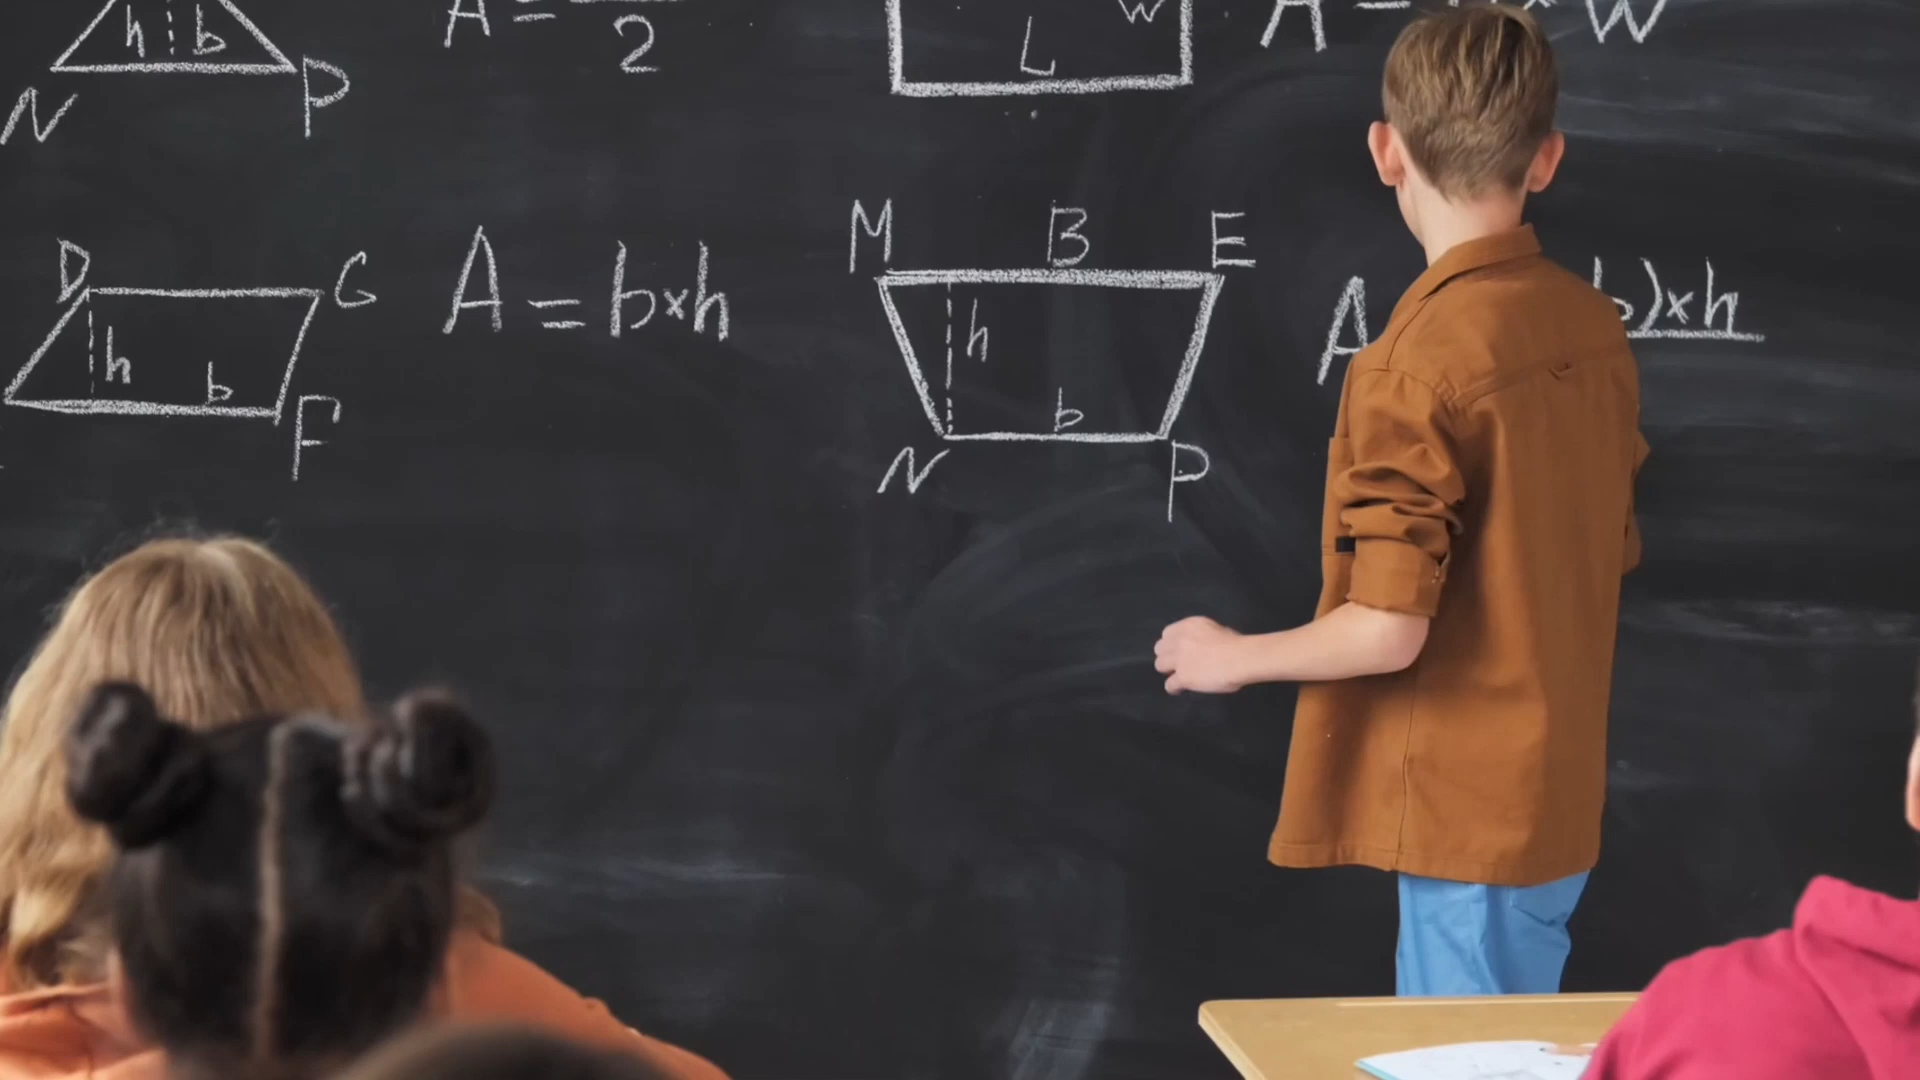 h b
N P
A = 
2
W
L
A = x W
D G
h
b
F
A = b×h
M B E
h
b
N P
A b)×h